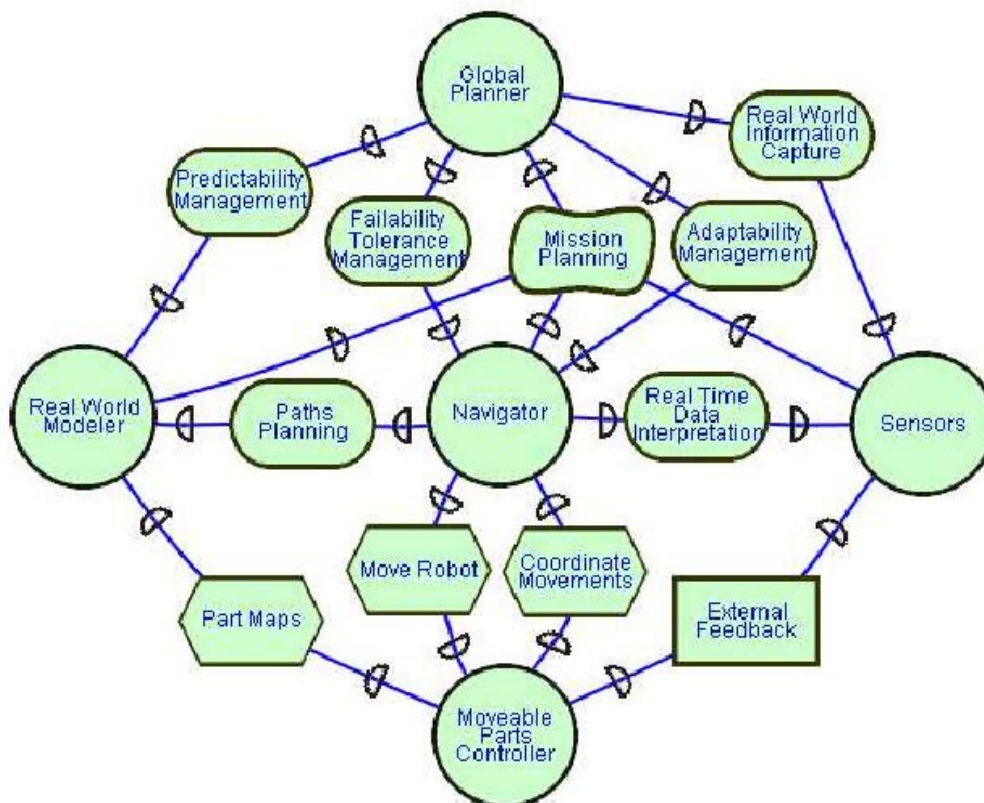 Global
Planner
Real World
Information
Capture
Predictability
Management
Failability
Tolerance
Management
Mission
Planning
Adaptability
Management
Real World
Modeler
Paths
Planning
Navigator
Real Time
Data
Interpretation
Sensors
Move Robot
Coordinate
Movements
Part Maps
External
Feedback
Moveable
Parts
Controller